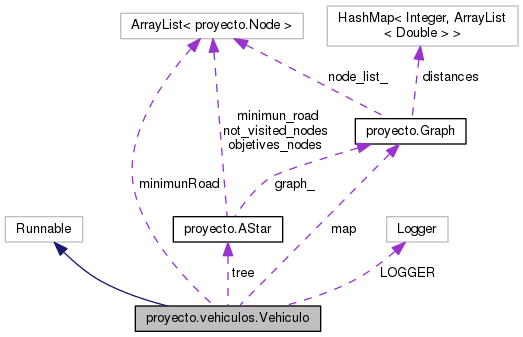 ArrayList< proyecto.Node >
HashMap< Integer, ArrayList
< Double > >
node_list_
distances
minimun_road
not_visited_nodes
objetives_nodes
proyecto.Graph
minimunRoad
graph_
Runnable
proyecto.AStar
map
Logger
tree
LOGGER
proyecto.vehiculos.Vehiculo